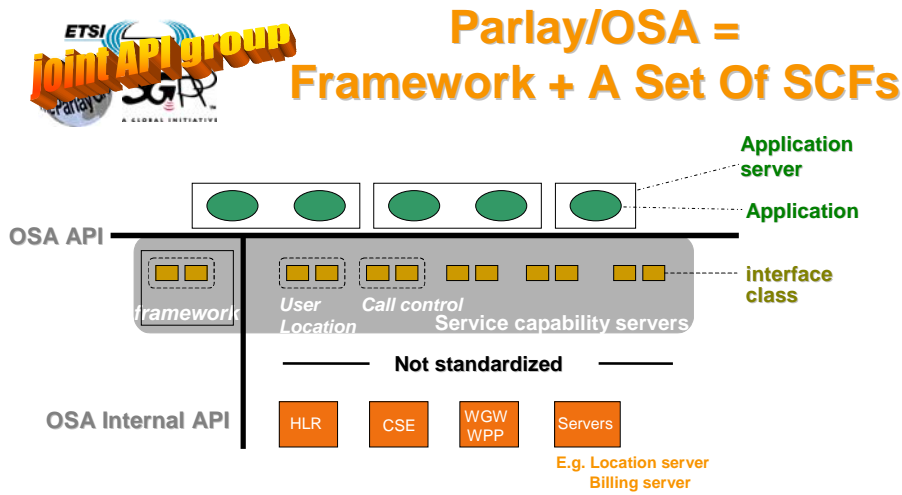 ETSI
joint API group
Parlay
3GPP
TM
A GLOBAL INITIATIVE
Parlay/OSA =
Framework + A Set Of SCFs
Application
server
Application
OSA API
interface
class
framework
User
Location
Call control
Service capability servers
Not standardized
OSA Internal API
HLR
CSE
WGW
WPP
Servers
E.g. Location server
Billing server